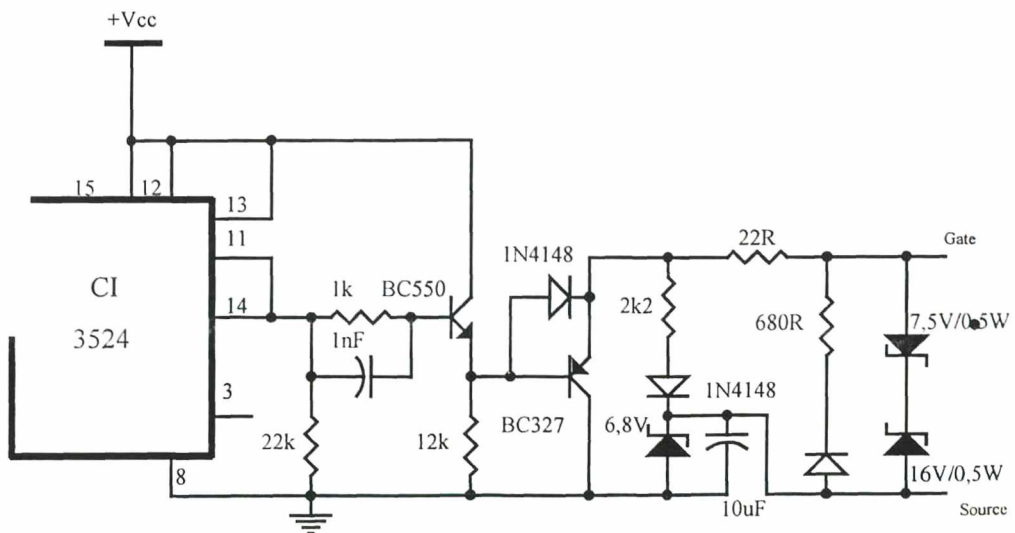 +Vcc
15
12
13
11
CI
3524
14
1k
BC550
1nF
1N4148
22R
Gate
2k2
680R
7,5V/0,5W
3
22k
12k
BC327
6,8V
1N4148
8
10uF
16V/0,5W
Source